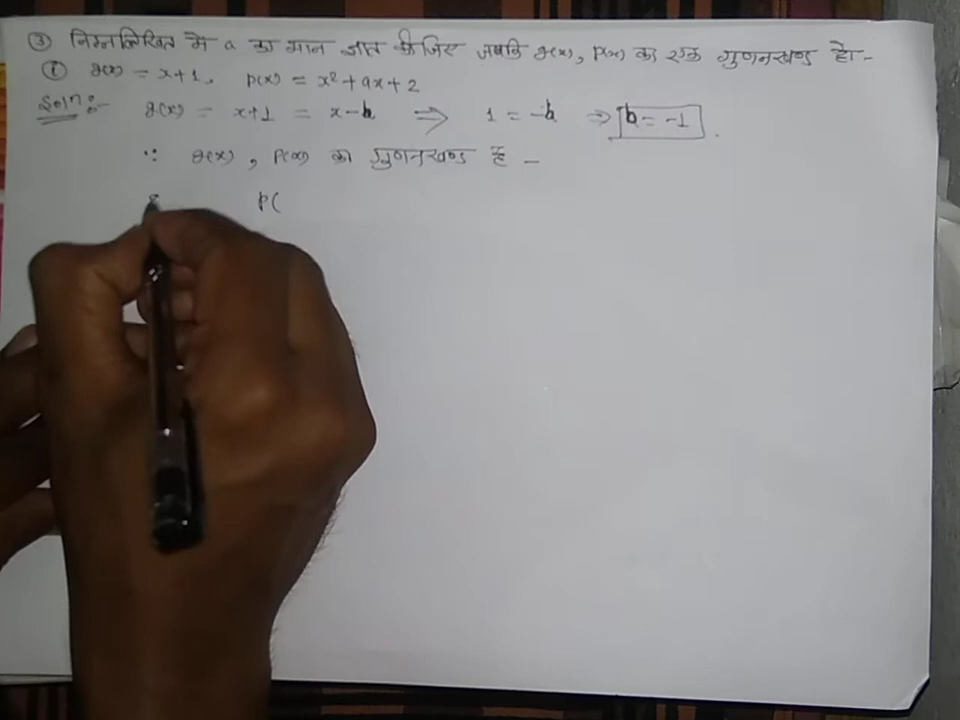 ③ निम्नलिखित में a का मान ज्ञात कीजिए जबकि g(x), p(x) का एक गुणनखण्ड हो-
① g(x) = x+1, p(x) = x²+ax+2
Soln:- g(x) = x+1 = x-b ⇒ 1 = -b ⇒ b = -1.
∵ g(x), p(x) का गुणनखण्ड है -
p(